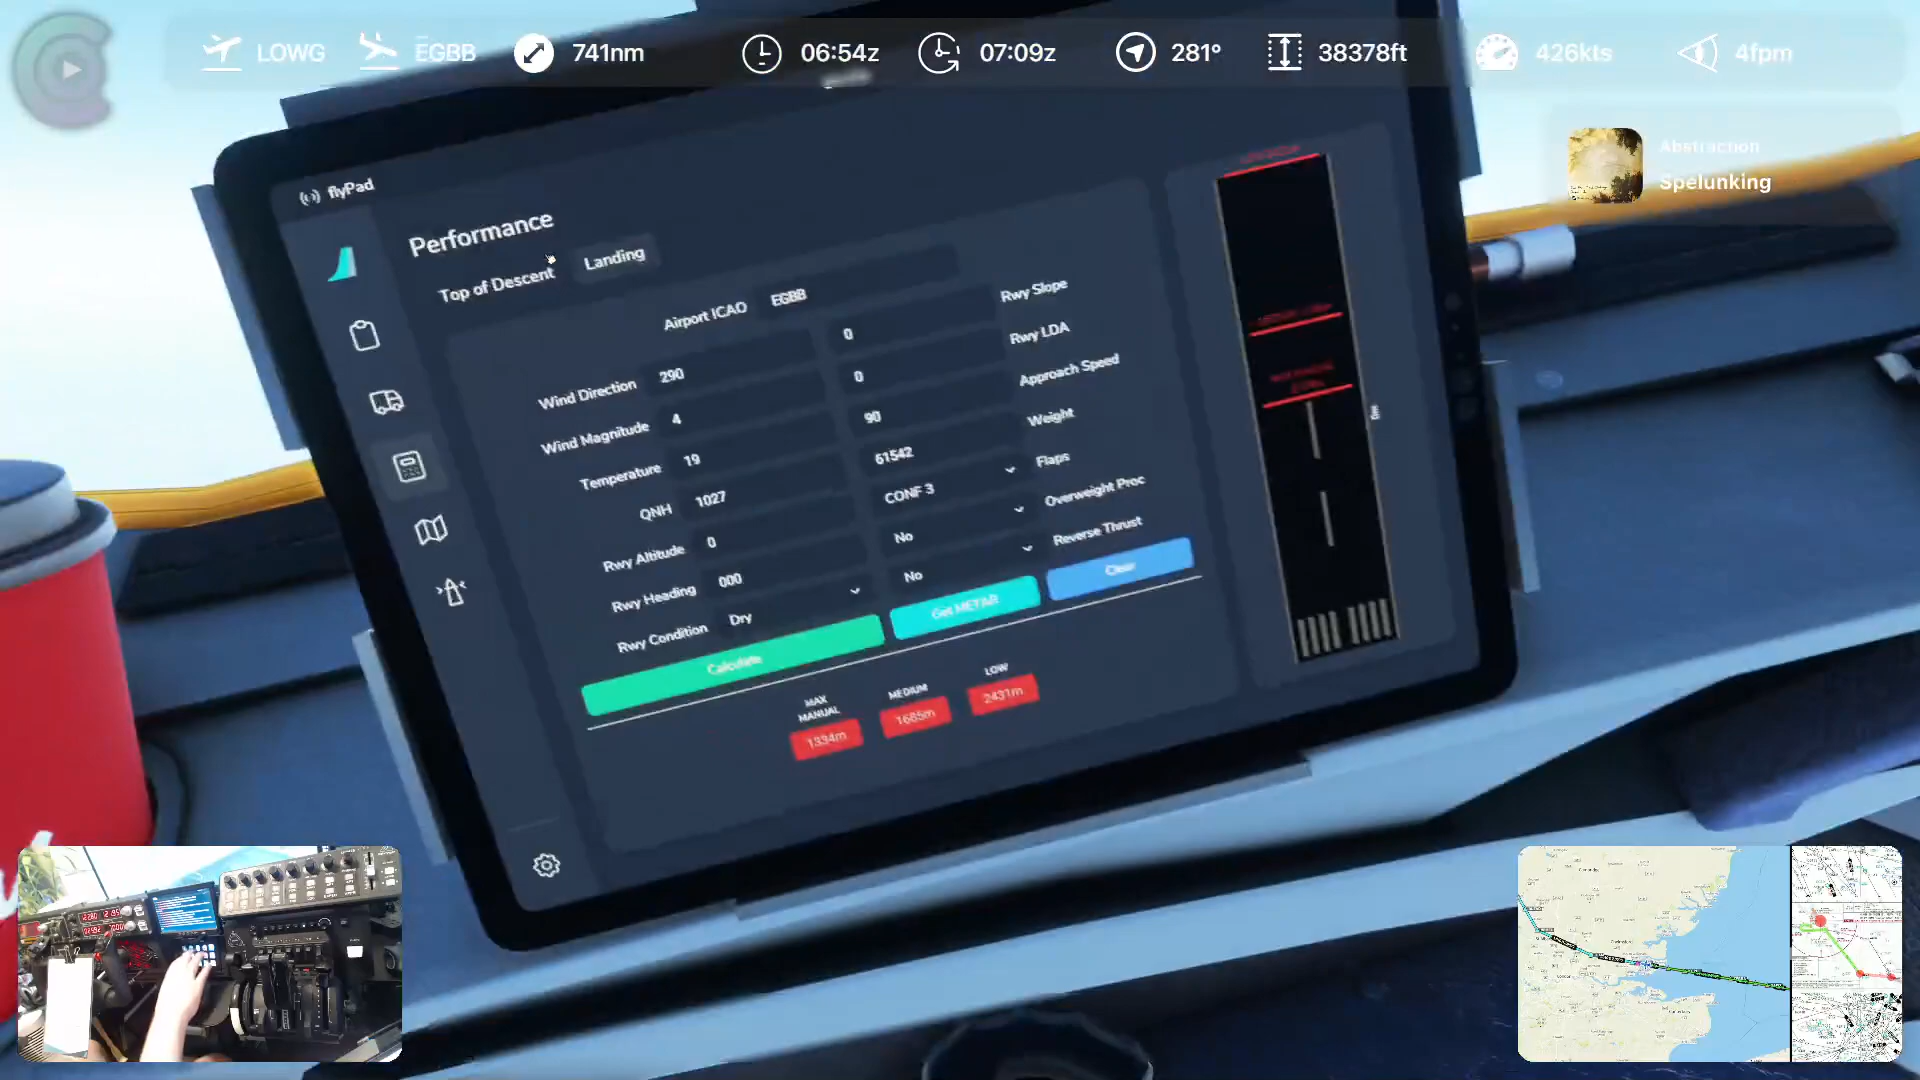 LOWG EGBB 741nm 06:54z 07:09z 281° 38378ft 426kts 4fpm
Abstraction
Spelunking
flyPad
Performance
Top of Descent Landing
Airport ICAO EGBB
Wind Direction 290 0 Rwy Slope
Wind Magnitude 4 0 Rwy LDA
Temperature 19 90 Approach Speed
QNH 1027 61542 Weight
Rwy Altitude 0 CONF 3 Flaps
Rwy Heading 000 No Overweight Proc
Rwy Condition Dry No Reverse Thrust
Calculate Get METAR Clear
MAX MANUAL MEDIUM LOW
1334m 1685m 2431m